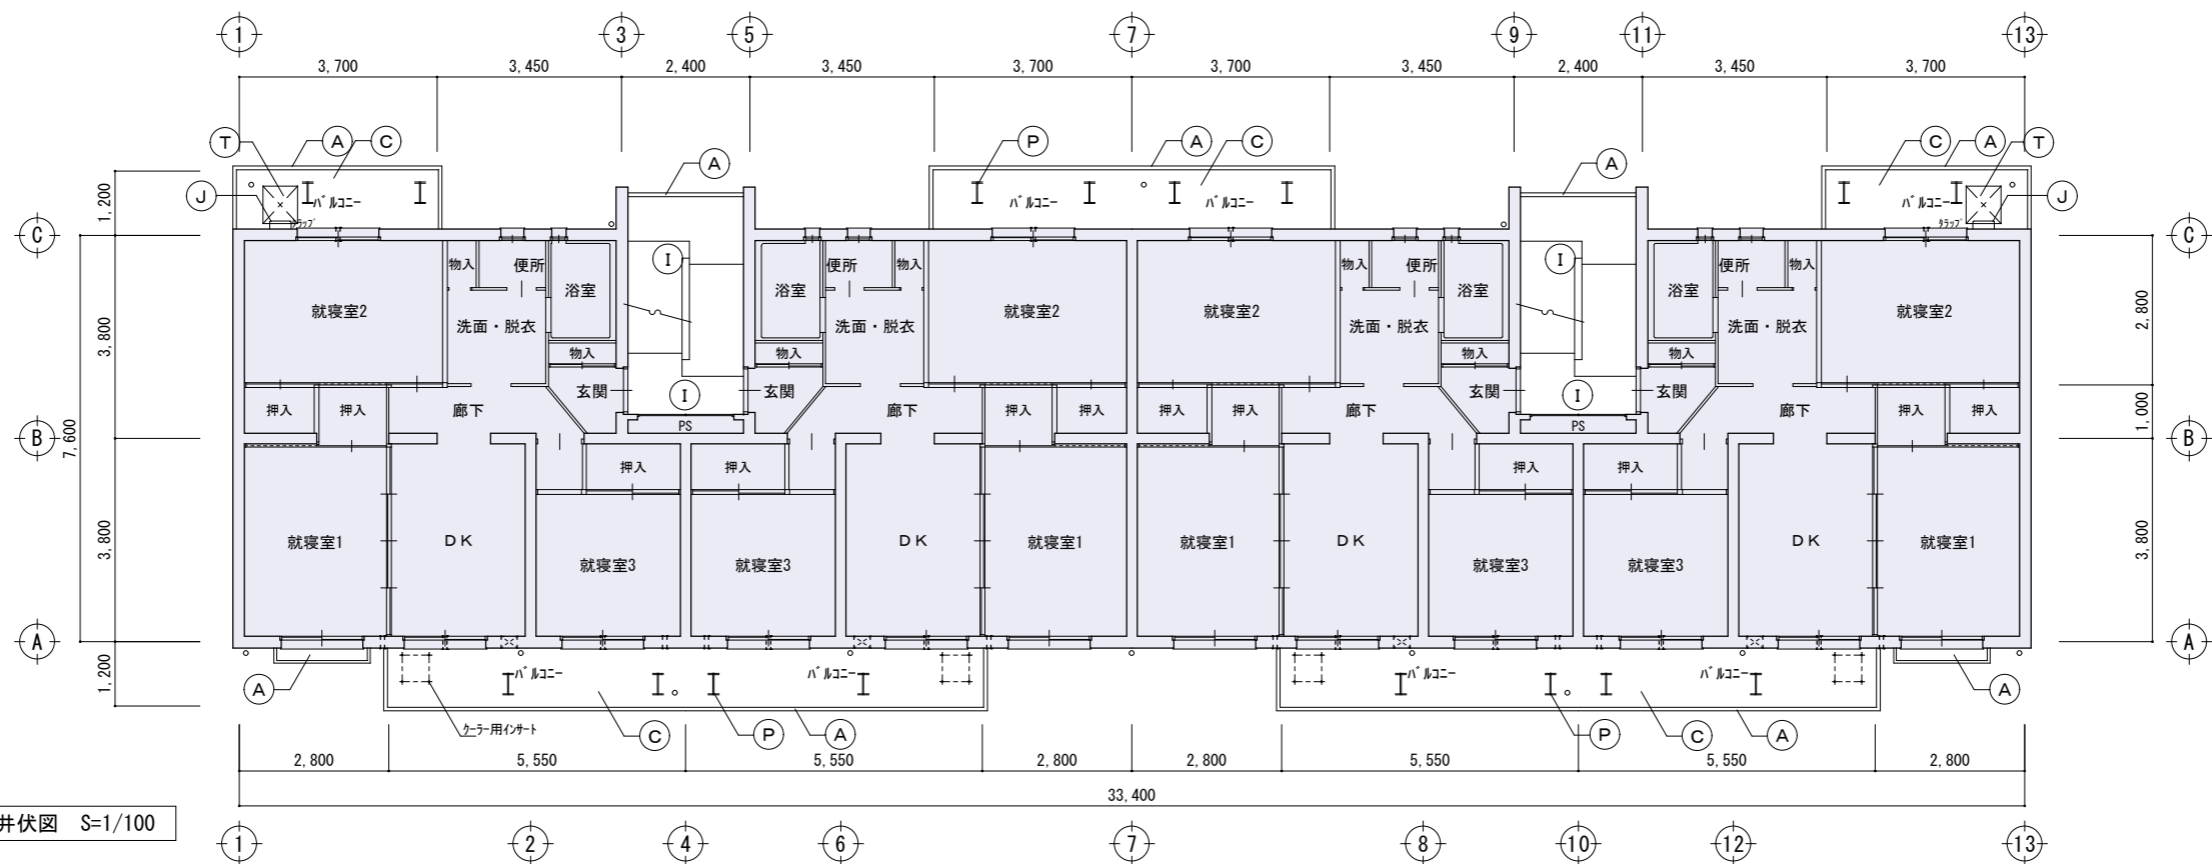 1 3 5 7 9 11 13
3,700 3,450 2,400 3,450 3,700 3,700 3,450 2,400 3,450 3,700
T A C A P A C A C A T
J バルコニー バルコニー バルコニー バルコニー J
タラップ タラップ
1,200
C C
物入 便所 浴室 I 浴室 便所 物入 物入 便所 浴室 I 浴室 便所 物入
就寝室2 洗面・脱衣 洗面・脱衣 就寝室2 就寝室2 洗面・脱衣 洗面・脱衣 就寝室2
3,800 2,800
物入 物入 物入 物入
玄関 I 玄関 玄関 I 玄関
押入 押入 廊下 廊下 押入 押入 押入 押入 廊下 廊下 押入 押入
1,000
PS PS
B B
7,600
押入 押入 押入 押入
就寝室1 DK DK 就寝室1 就寝室1 DK DK 就寝室1
3,800 3,800
就寝室3 就寝室3 就寝室3 就寝室3
A A
1,200
バルコニー バルコニー バルコニー バルコニー
A A
クーラー用インサート C P A P C A
2,800 5,550 5,550 2,800 2,800 5,550 5,550 2,800
33,400
井伏図 S=1/100
1 2 4 6 7 8 10 12 13